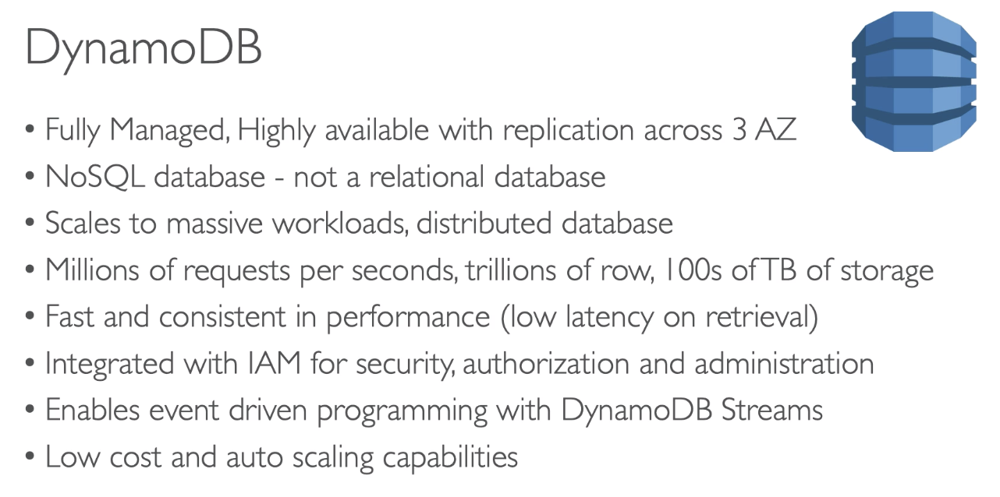 DynamoDB
• Fully Managed, Highly available with replication across 3 AZ
• NoSQL database - not a relational database
• Scales to massive workloads, distributed database
• Millions of requests per seconds, trillions of row, 100s of TB of storage
• Fast and consistent in performance (low latency on retrieval)
• Integrated with IAM for security, authorization and administration
• Enables event driven programming with DynamoDB Streams
• Low cost and auto scaling capabilities